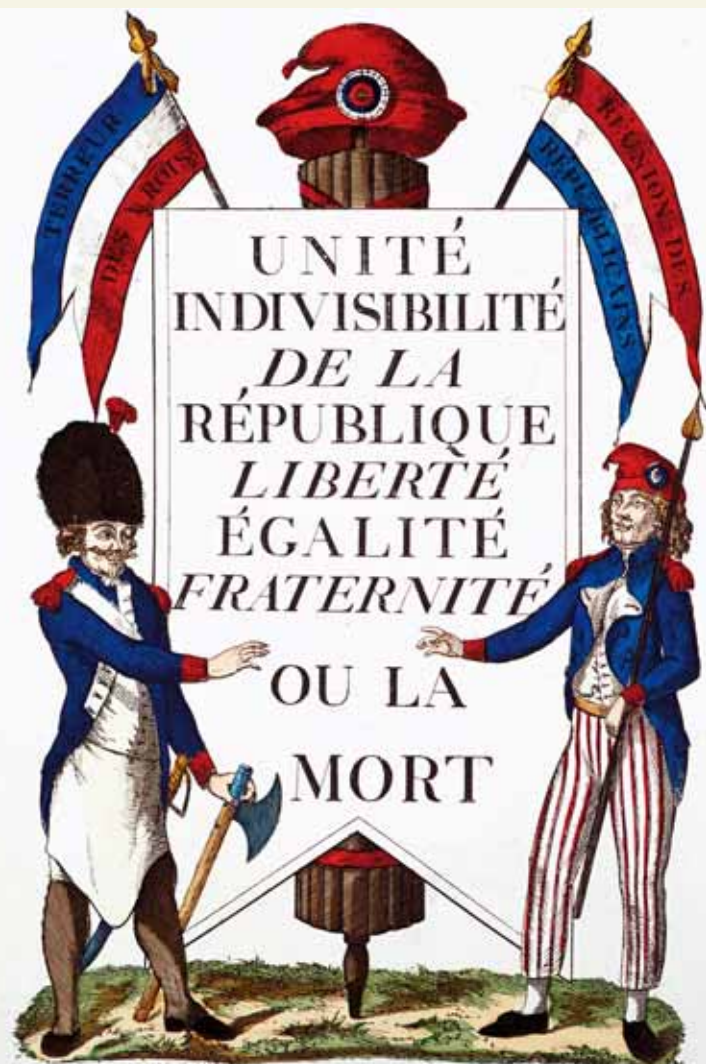 TERREUR
DES ROIS
RÉUNION DES
RÉPUBLICAINS
UNITÉ
INDIVISIBILITÉ
DE LA
RÉPUBLIQUE
LIBERTÉ
ÉGALITÉ
FRATERNITÉ
OU LA
MORT